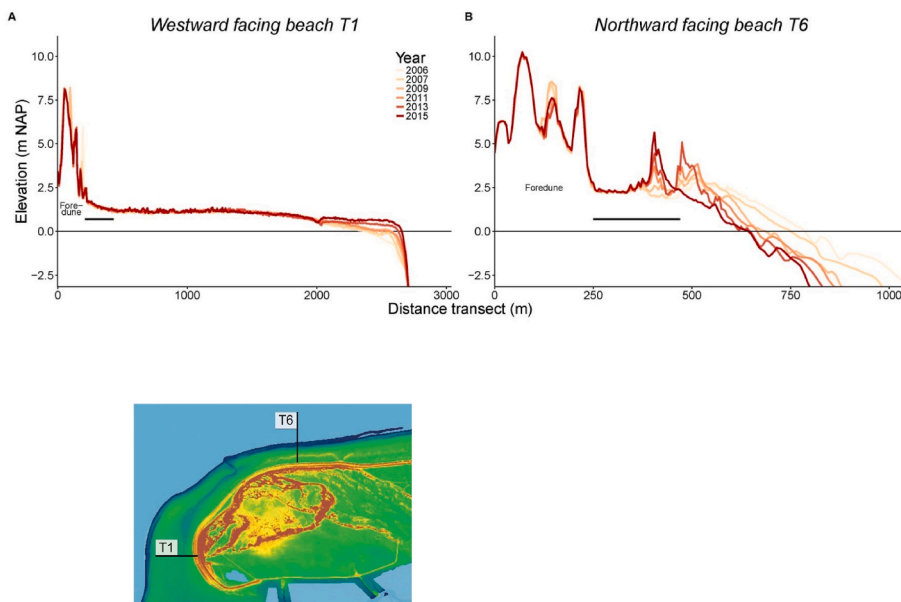 A
Westward facing beach T1
B
Northward facing beach T6
Year
2006
2007
2009
2011
2013
2015
Elevation (m NAP)
10.0
7.5
5.0
2.5
0.0
−2.5
Fore-
dune
0
1000
2000
3000
10.0
7.5
5.0
2.5
0.0
−2.5
Foredune
0
250
500
750
1000
Distance transect (m)
T6
T1